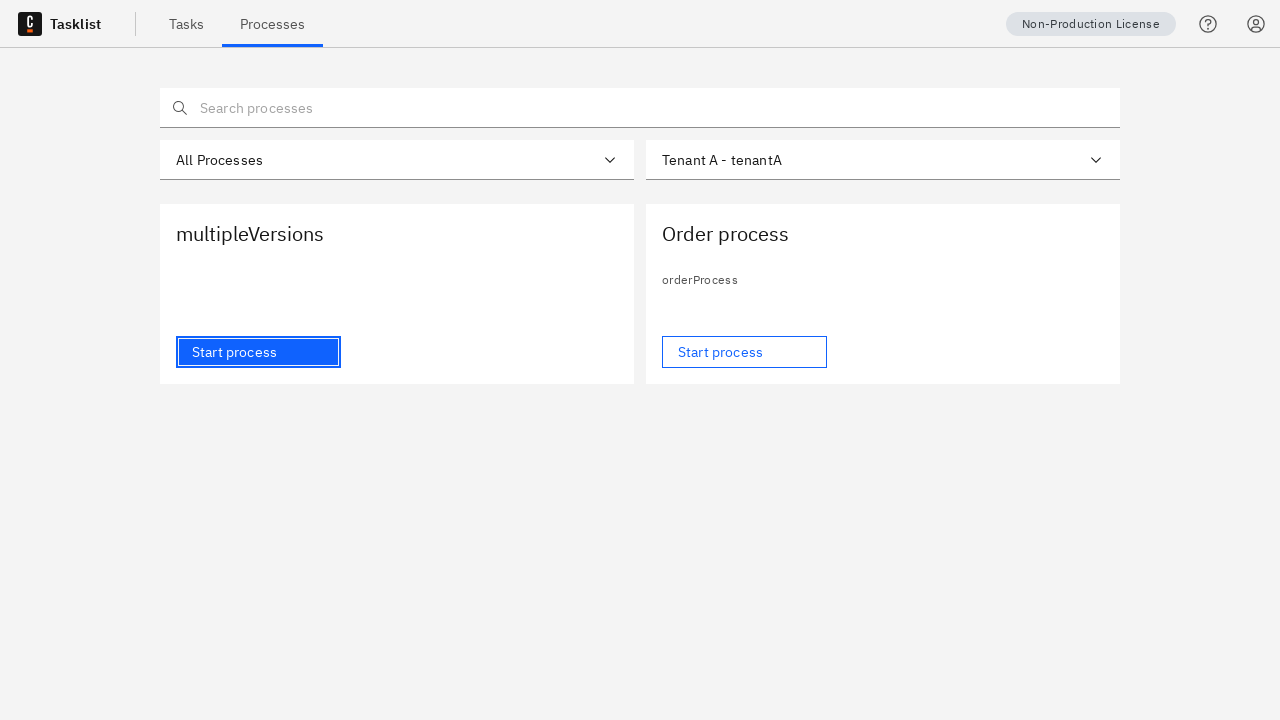 Tasklist
Tasks
Processes
Non-Production License
Search processes
All Processes
Tenant A - tenantA
multipleVersions
Start process
Order process
orderProcess
Start process